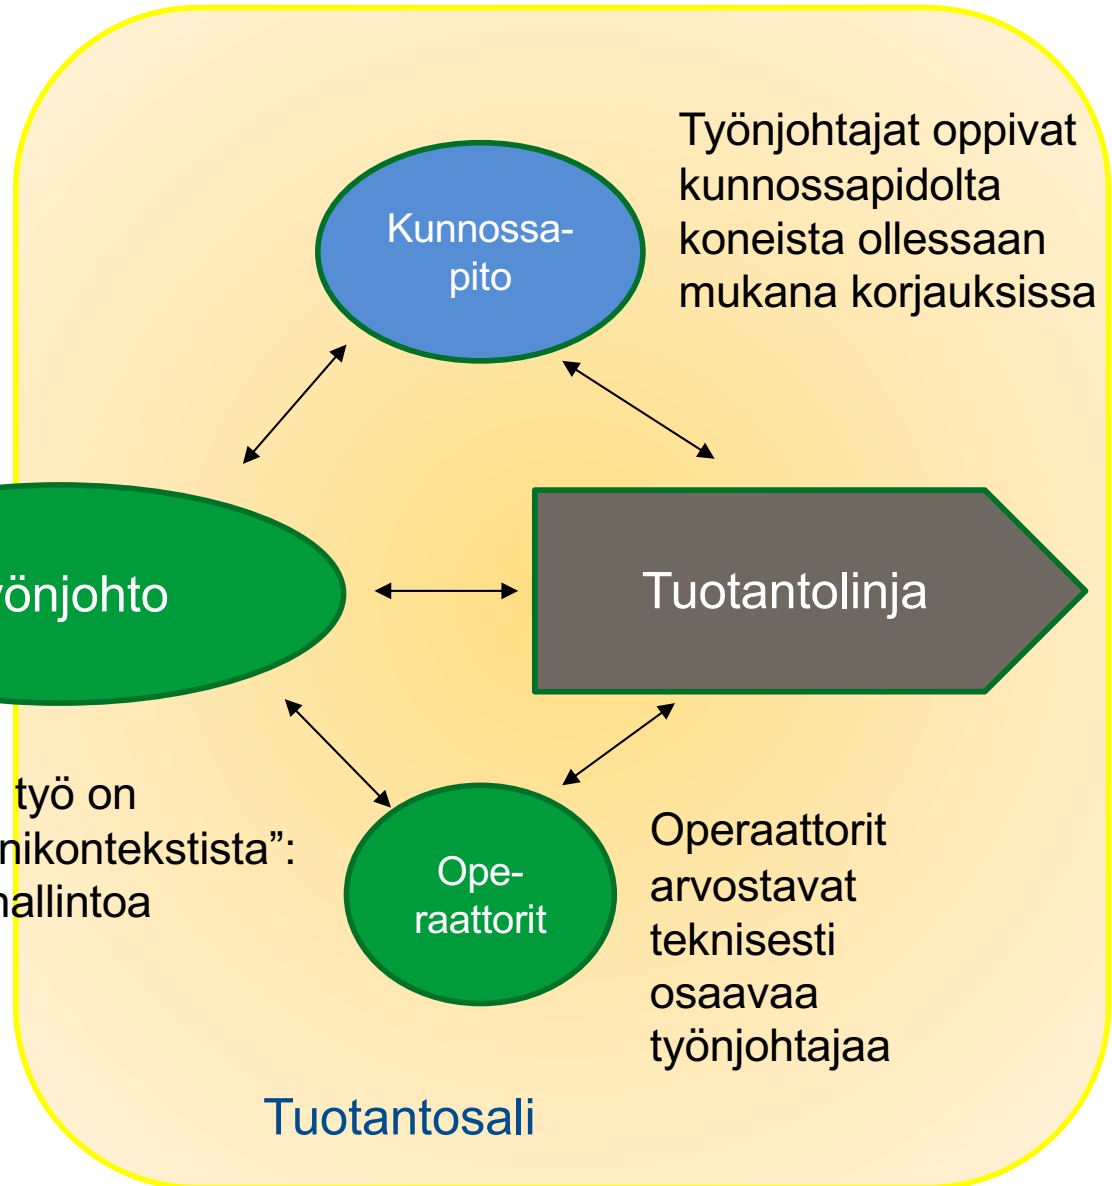 Työnjohtajat oppivat
kunnossapidolta
koneista ollessaan
mukana korjauksissa
Kunnossa-
pito
yönjohto
Tuotantolinja
työ on
nikontekstista”:
hallintoa
Ope-
raattorit
Operaattorit
arvostavat
teknisesti
osaavaa
työnjohtajaa
Tuotantosali